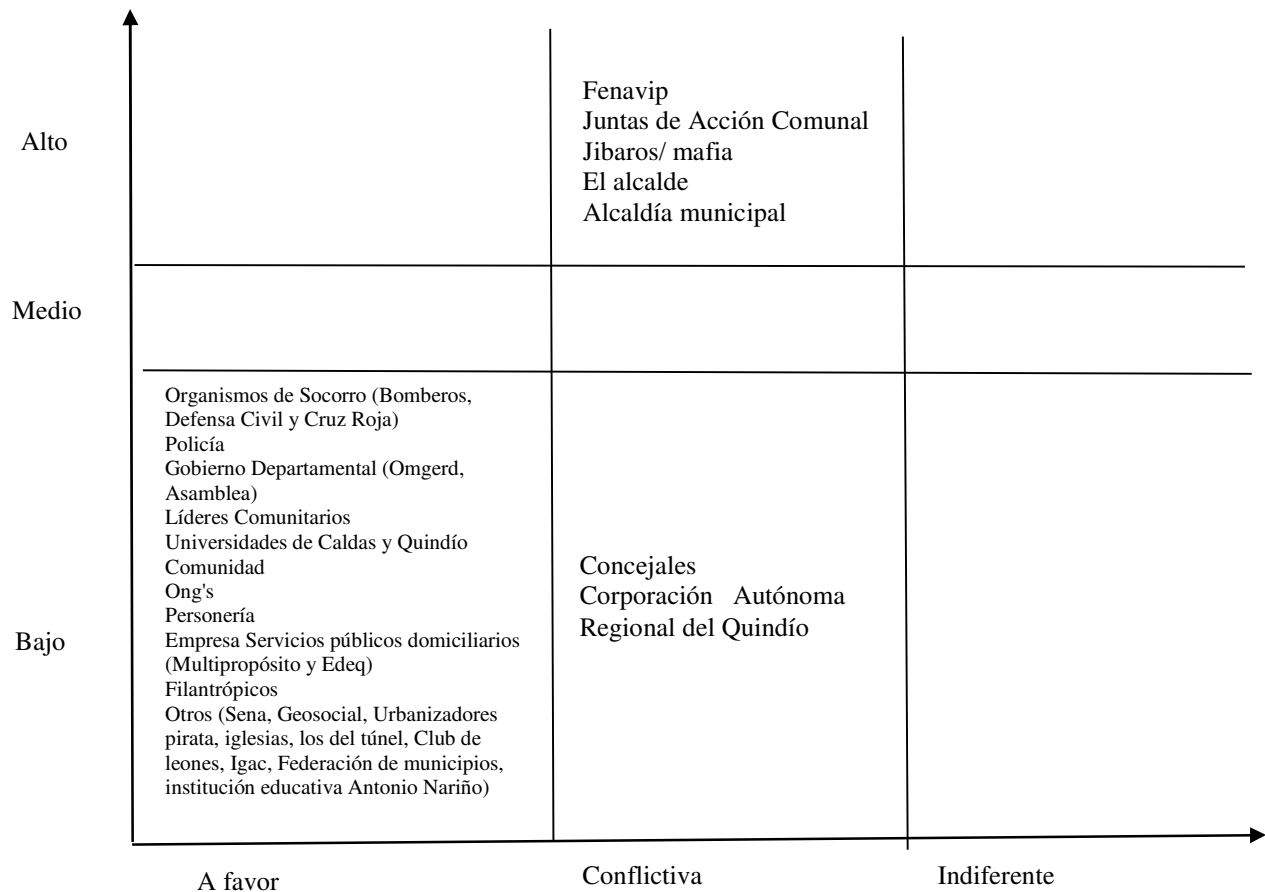 Alto
Fenavip
Juntas de Acción Comunal
Jibaros/ mafia
El alcalde
Alcaldía municipal
Medio
Bajo
Organismos de Socorro (Bomberos,
Defensa Civil y Cruz Roja)
Policía
Gobierno Departamental (Omgerd,
Asamblea)
Líderes Comunitarios
Universidades de Caldas y Quindío
Comunidad
Ong's
Personería
Empresa Servicios públicos domiciliarios
(Multipropósito y Edeq)
Filantrópicos
Otros (Sena, Geosocial, Urbanizadores
pirata, iglesias, los del túnel, Club de
leones, Igac, Federación de municipios,
institución educativa Antonio Nariño)
Concejales
Corporación Autónoma
Regional del Quindío
A favor
Conflictiva
Indiferente